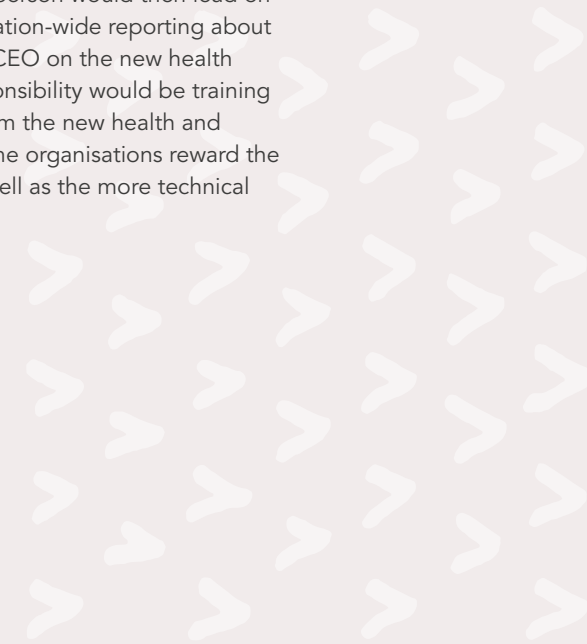 person would then lead on
ation-wide reporting about
CEO on the new health
onsibility would be training
m the new health and
ne organisations reward the
ell as the more technical